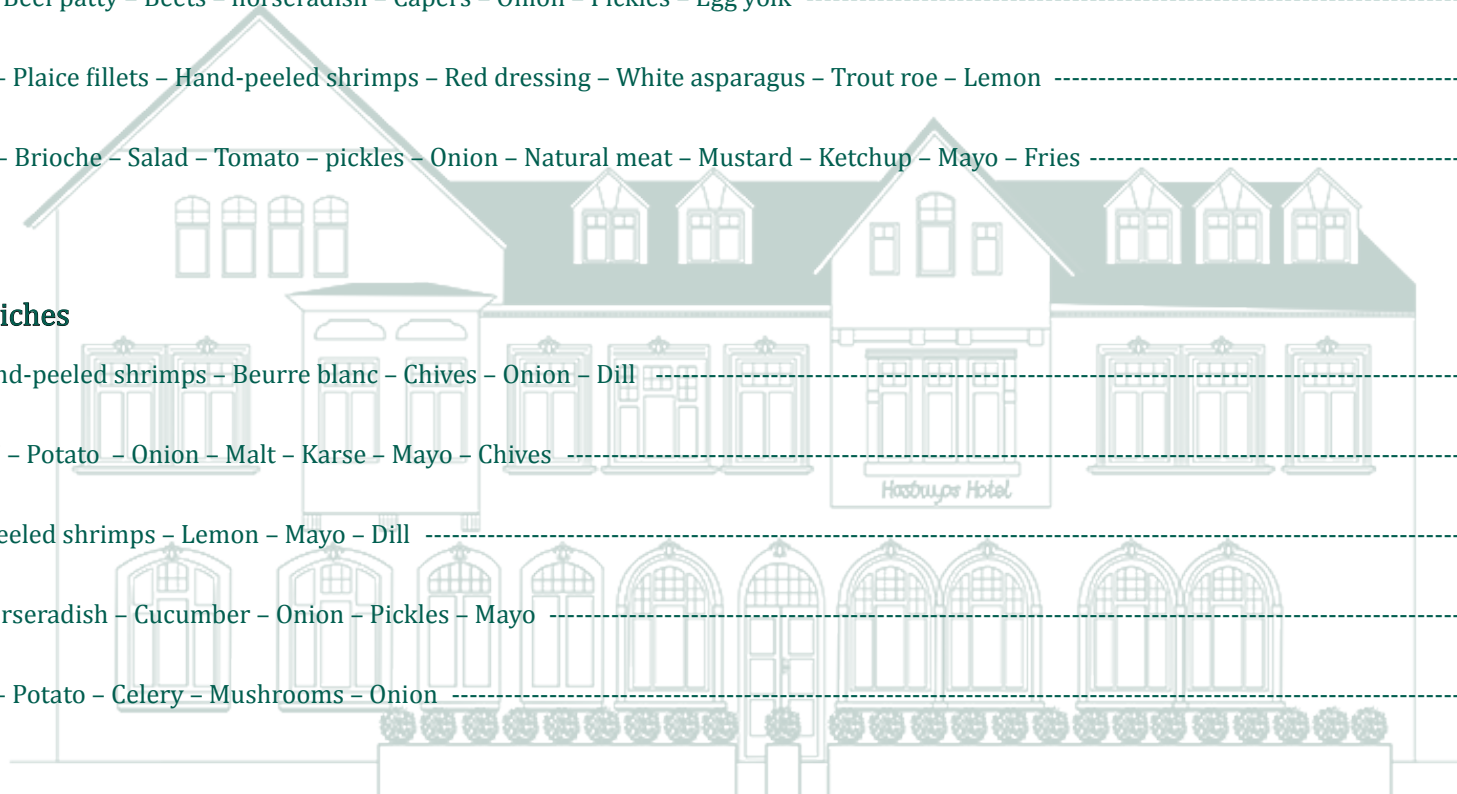 Beef patty – Beets – horseradish – Capers – Onion – Pickles – Egg yolk
– Plaice fillets – Hand-peeled shrimps – Red dressing – White asparagus – Trout roe – Lemon
– Brioche – Salad – Tomato – pickles – Onion – Natural meat – Mustard – Ketchup – Mayo – Fries
iches
nd-peeled shrimps – Beurre blanc – Chives – Onion – Dill
– Potato – Onion – Malt – Karse – Mayo – Chives
eeled shrimps – Lemon – Mayo – Dill
Hotel
rseradish – Cucumber – Onion – Pickles – Mayo
– Potato – Celery – Mushrooms – Onion